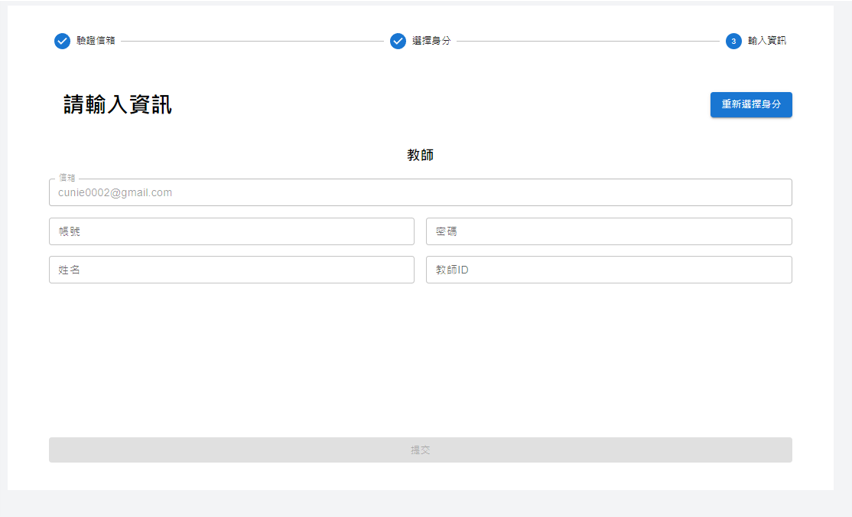 驗證信箱
選擇身分
3 輸入資訊
請輸入資訊
重新選擇身分
教師
信箱
cunie0002@gmail.com
帳號
密碼
姓名
教師ID
提交